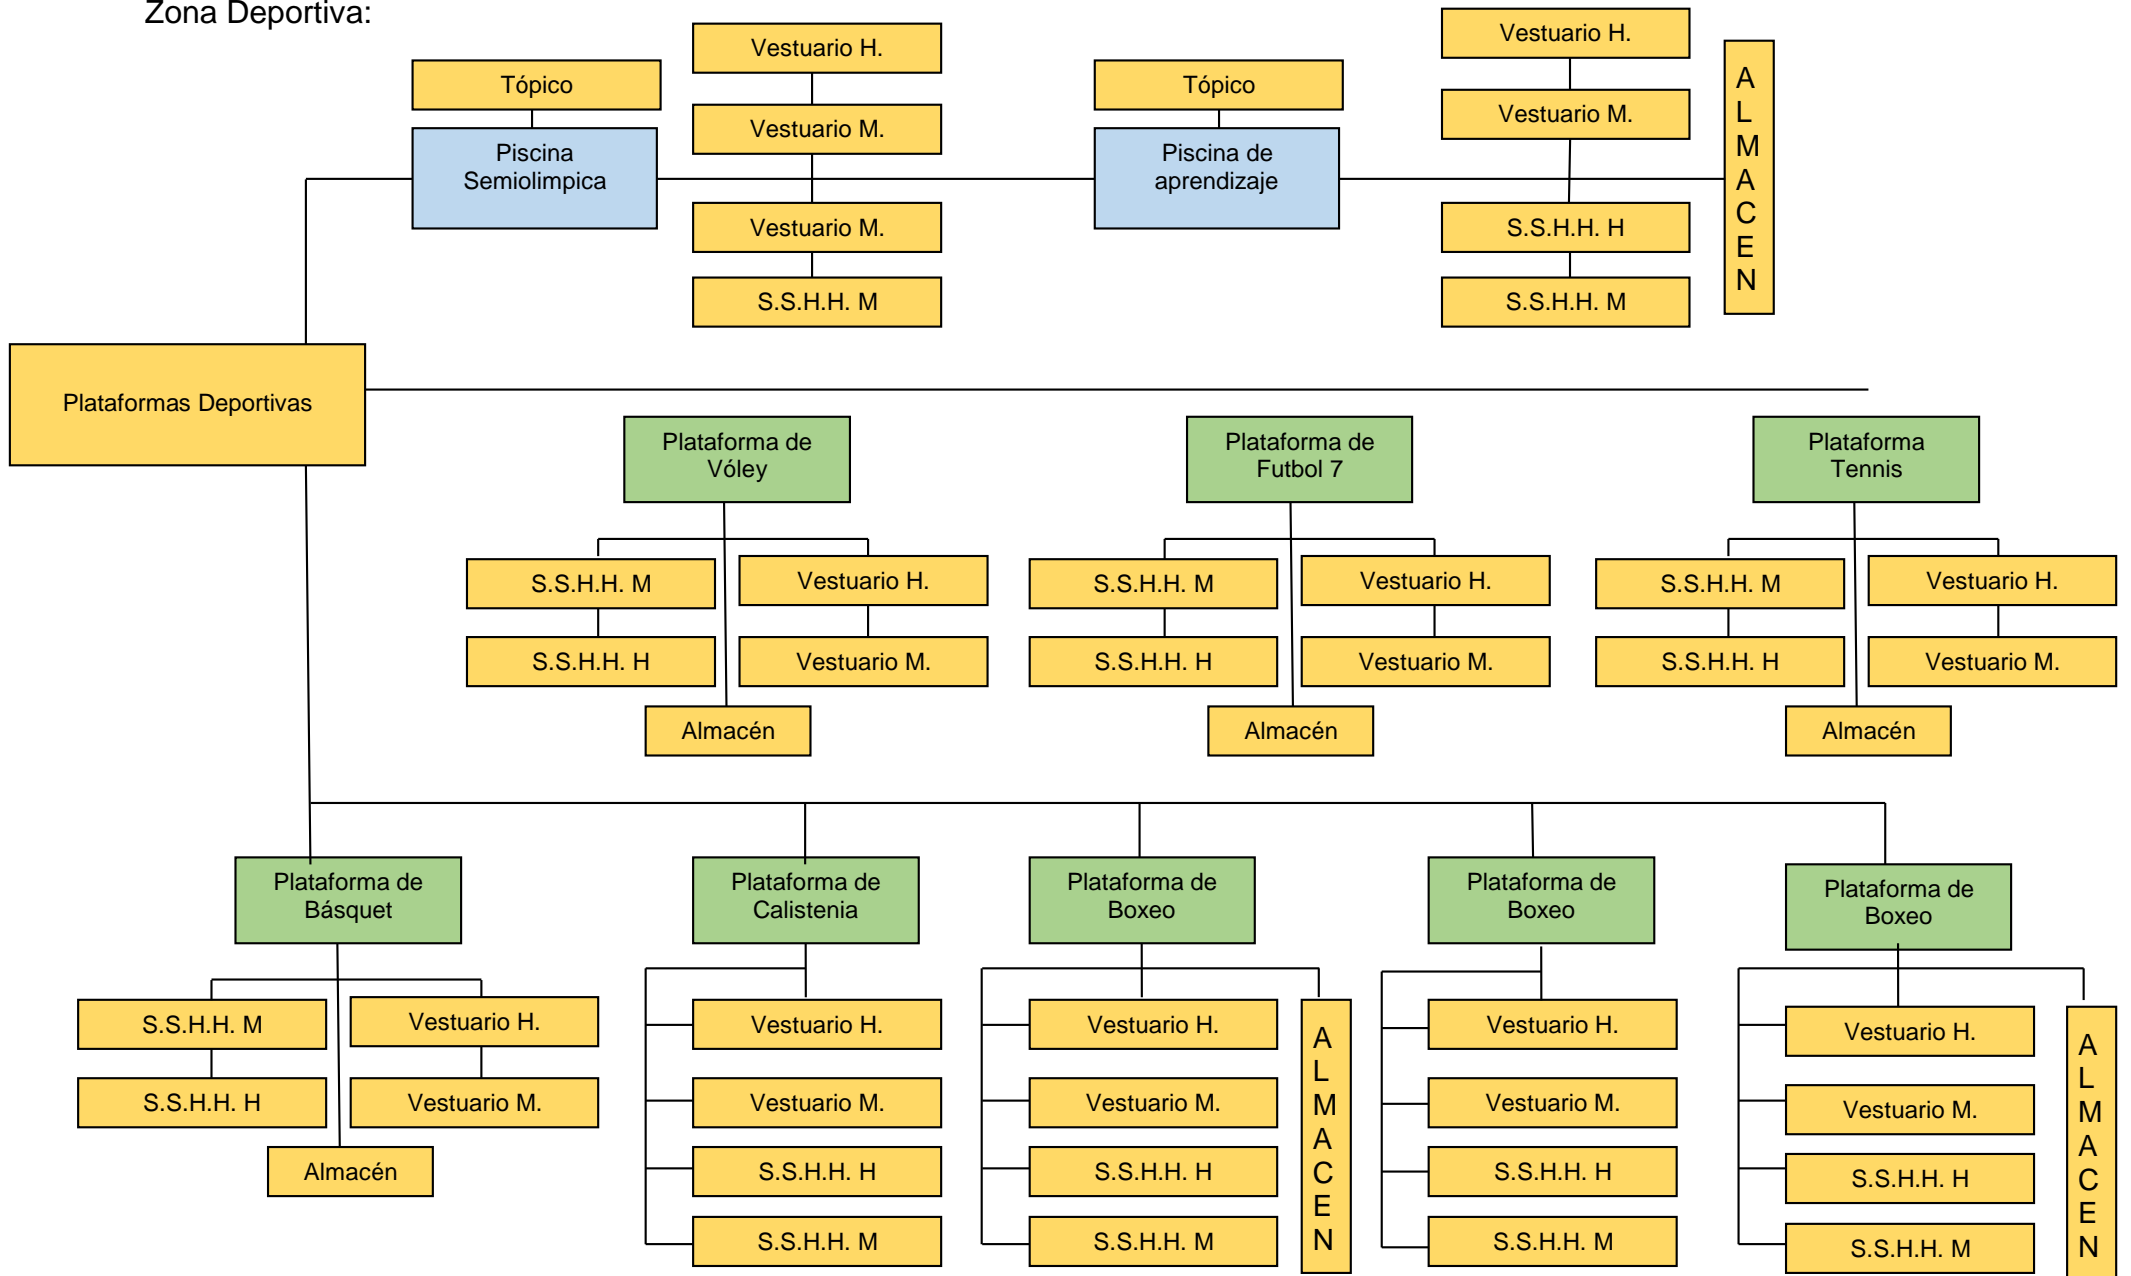 Zona Deportiva:
Vestuario H.
Vestuario H.
Tópico
Tópico
Vestuario M.
Vestuario M.
Piscina
Semiolimpica
Piscina de
aprendizaje
Vestuario M.
S.S.H.H. H
S.S.H.H. M
S.S.H.H. M
A
L
M
A
C
E
N
Plataformas Deportivas
Plataforma de
Vóley
Plataforma de
Futbol 7
Plataforma
Tennis
S.S.H.H. M
Vestuario H.
S.S.H.H. M
Vestuario H.
S.S.H.H. M
Vestuario H.
S.S.H.H. H
Vestuario M.
S.S.H.H. H
Vestuario M.
S.S.H.H. H
Vestuario M.
Almacén
Almacén
Almacén
Plataforma de
Básquet
Plataforma de
Calistenia
Plataforma de
Boxeo
Plataforma de
Boxeo
Plataforma de
Boxeo
S.S.H.H. M
Vestuario H.
S.S.H.H. H
Vestuario M.
Almacén
Vestuario H.
Vestuario M.
S.S.H.H. H
S.S.H.H. M
Vestuario H.
Vestuario M.
S.S.H.H. H
S.S.H.H. M
A
L
M
A
C
E
N
Vestuario H.
Vestuario M.
S.S.H.H. H
S.S.H.H. M
Vestuario H.
Vestuario M.
S.S.H.H. H
S.S.H.H. M
A
L
M
A
C
E
N